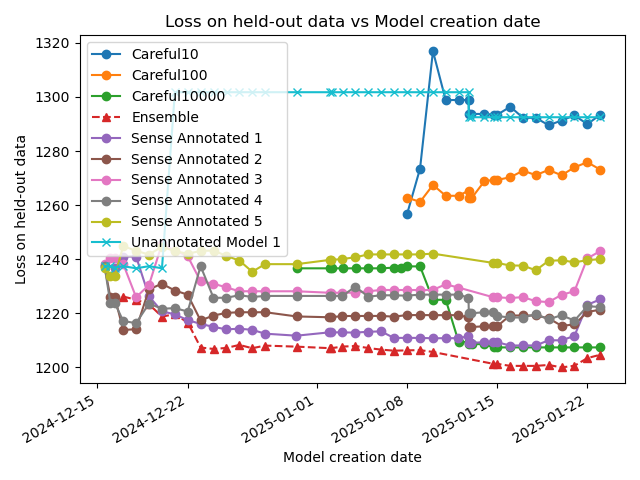 Loss on held-out data vs Model creation date
Loss on held-out data
1320
1300
1280
1260
1240
1220
1200
Careful10
Careful100
Careful10000
Ensemble
Sense Annotated 1
Sense Annotated 2
Sense Annotated 3
Sense Annotated 4
Sense Annotated 5
Unannotated Model 1
2024-12-15
2024-12-22
2025-01-01
2025-01-08
2025-01-15
2025-01-22
Model creation date